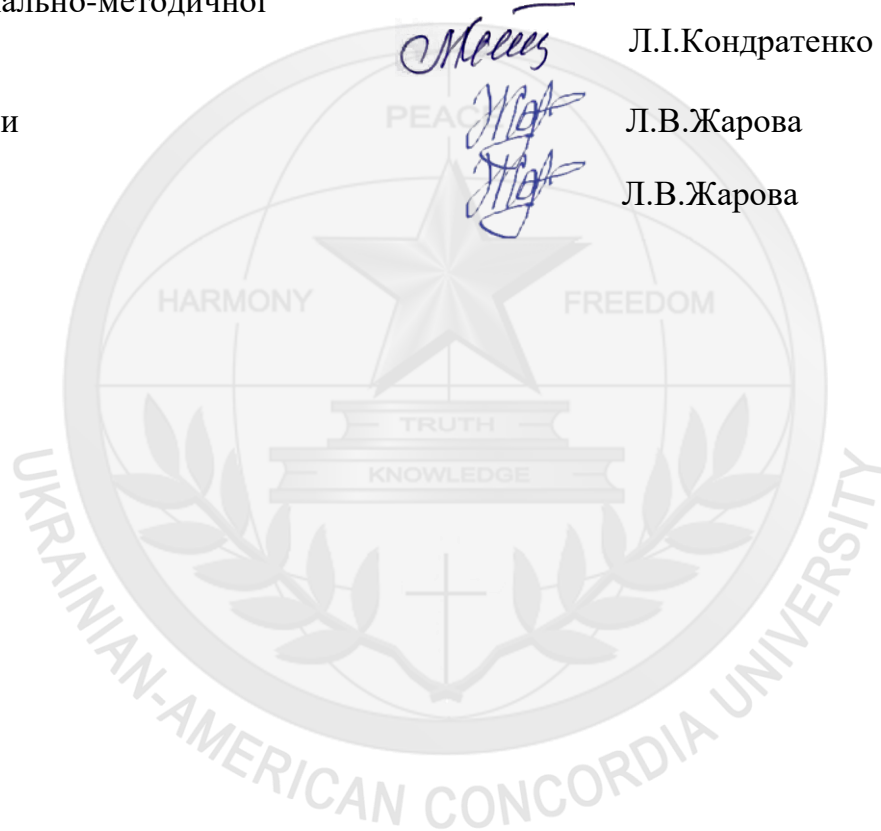 ально-методичної
Л.І.Кондратенко
и
Л.В.Жарова
Л.В.Жарова
PEACE
HARMONY
FREEDOM
TRUTH
KNOWLEDGE
UKRAINIAN-AMERICAN CONCORDIA UNIVERSITY